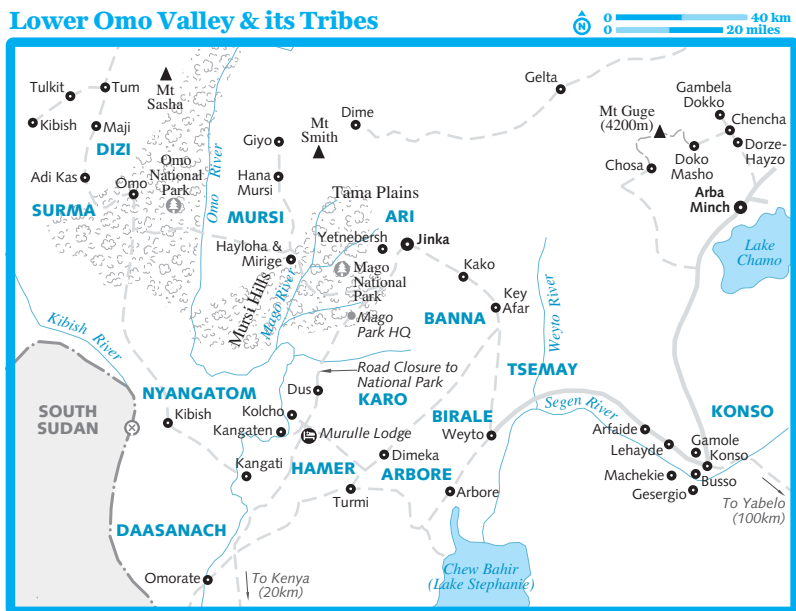 Lower Omo Valley & its Tribes
N
0 40 km
0 20 miles
Tulkit
Tum
Mt
Sasha
Kibish
Maji
DIZI
Adi Kas
Omo
Omo
National
Park
SURMA
Omo River
Giyo
Mt
Smith
Dime
Hana
Mursi
MURSI
Tama Plains
ARI
Gelta
Gambela
Dokko
Mt Guge
(4200m)
Chencha
Dorze-
Hayzo
Doko
Masho
Chosa
Arba
Minch
Lake
Chamo
Hayloha &
Mirige
Yetnebersh
Jinka
Mursi Hills
Mago River
Mago
National
Park
Mago
Park HQ
Kako
Key
Afar
BANNA
Weyto River
TSEMAY
Kibish
River
SOUTH
SUDAN
NYANGATOM
Kibish
Road Closure to
National Park
Dus
KARO
Kolcho
Kangaten
Murulle Lodge
Kangati
HAMER
Dimeka
Turmi
ARBORE
Arbore
BIRALE
Weyto
Segen River
KONSO
Arfaide
Lehayde
Gamole
Konso
Machekie
Busso
Gesergio
To Yabelo
(100km)
DAASANACH
Omorate
To Kenya
(20km)
Chew Bahir
(Lake Stephanie)